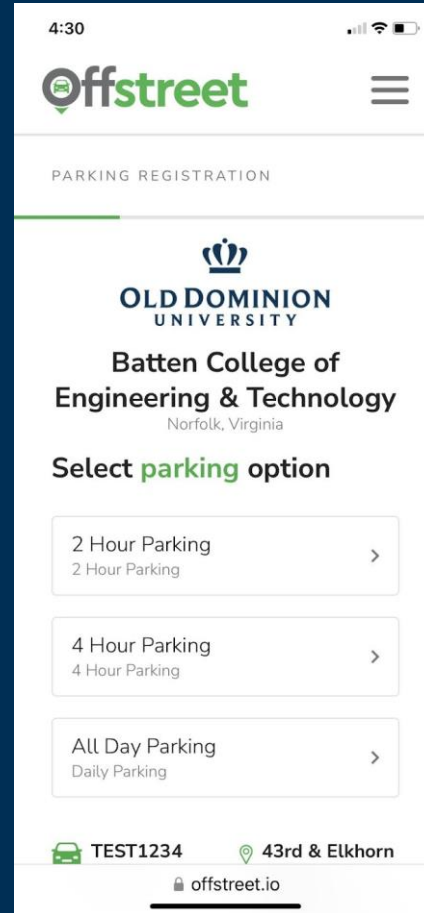 4:30
Offstreet
PARKING REGISTRATION
OLD DOMINION
UNIVERSITY
Batten College of
Engineering & Technology
Norfolk, Virginia
Select parking option
2 Hour Parking
2 Hour Parking
4 Hour Parking
4 Hour Parking
All Day Parking
Daily Parking
TEST1234 43rd & Elkhorn
offstreet.io